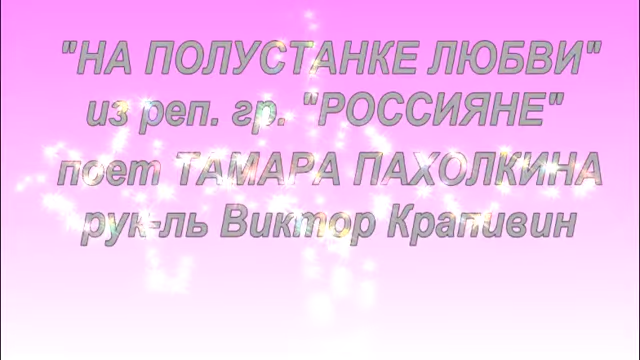 "НА ПОЛУСТАНКЕ ЛЮБВИ"
из реп. гр. "РОССИЯНЕ"
поет ТАМАРА ПАХОЛКИНА
рук-ль Виктор Крапивин